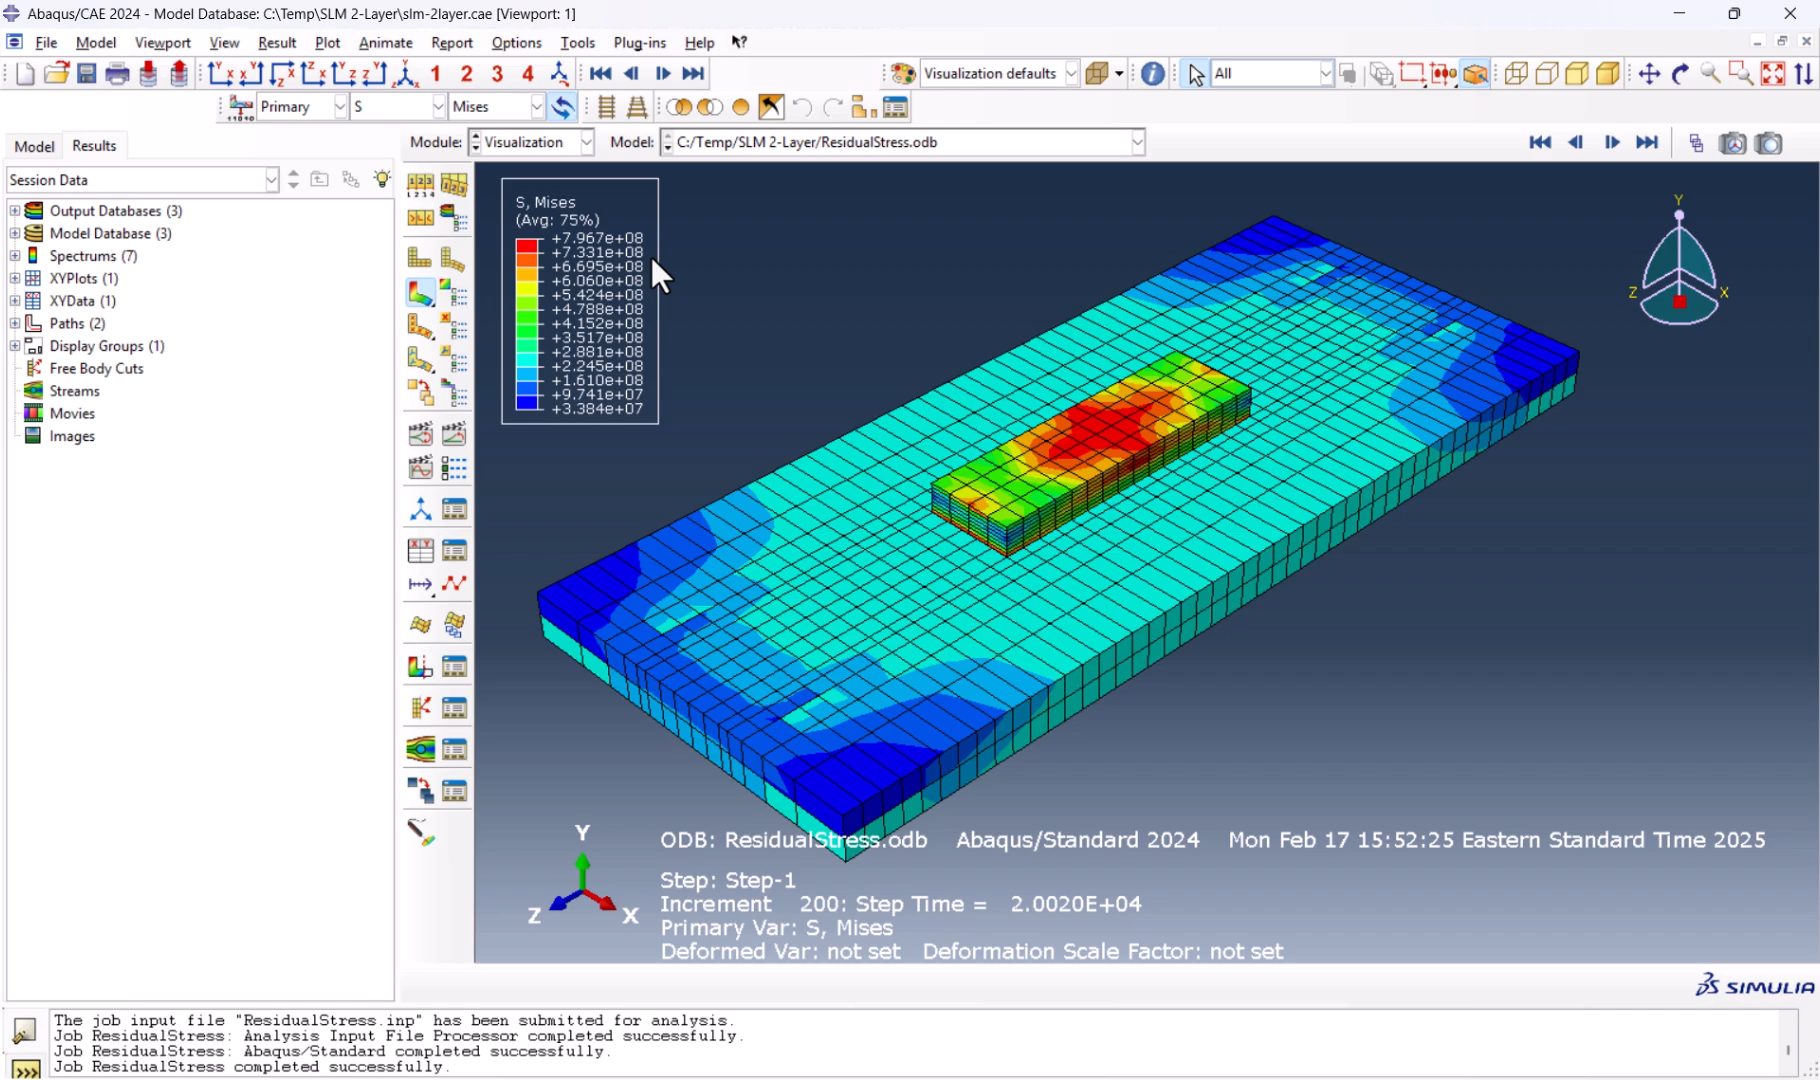 Abaqus/CAE 2024 - Model Database: C:\Temp\SLM 2-Layer\slm-2layer.cae [Viewport: 1]
File Model Viewport View Result Plot Animate Report Options Tools Plug-ins Help
1 2 3 4 Visualization defaults All
Primary S Mises
Model Results
Module: Visualization Model: C:/Temp/SLM 2-Layer/ResidualStress.odb
Session Data
Output Databases (3)
Model Database (3)
Spectrums (7)
XYPlots (1)
XYData (1)
Paths (2)
Display Groups (1)
Free Body Cuts
Streams
Movies
Images
S, Mises
(Avg: 75%)
+7.967e+08
+7.331e+08
+6.695e+08
+6.060e+08
+5.424e+08
+4.788e+08
+4.152e+08
+3.517e+08
+2.881e+08
+2.245e+08
+1.610e+08
+9.741e+07
+3.384e+07
Y
Z X
Y
Z X
ODB: ResidualStress.odb Abaqus/Standard 2024 Mon Feb 17 15:52:25 Eastern Standard Time 2025
Step: Step-1
Increment 200: Step Time = 2.0020E+04
Primary Var: S, Mises
Deformed Var: not set Deformation Scale Factor: not set
SIMULIA
The job input file "ResidualStress.inp" has been submitted for analysis.
Job ResidualStress: Analysis Input File Processor completed successfully.
Job ResidualStress: Abaqus/Standard completed successfully.
Job ResidualStress completed successfully.
>>>